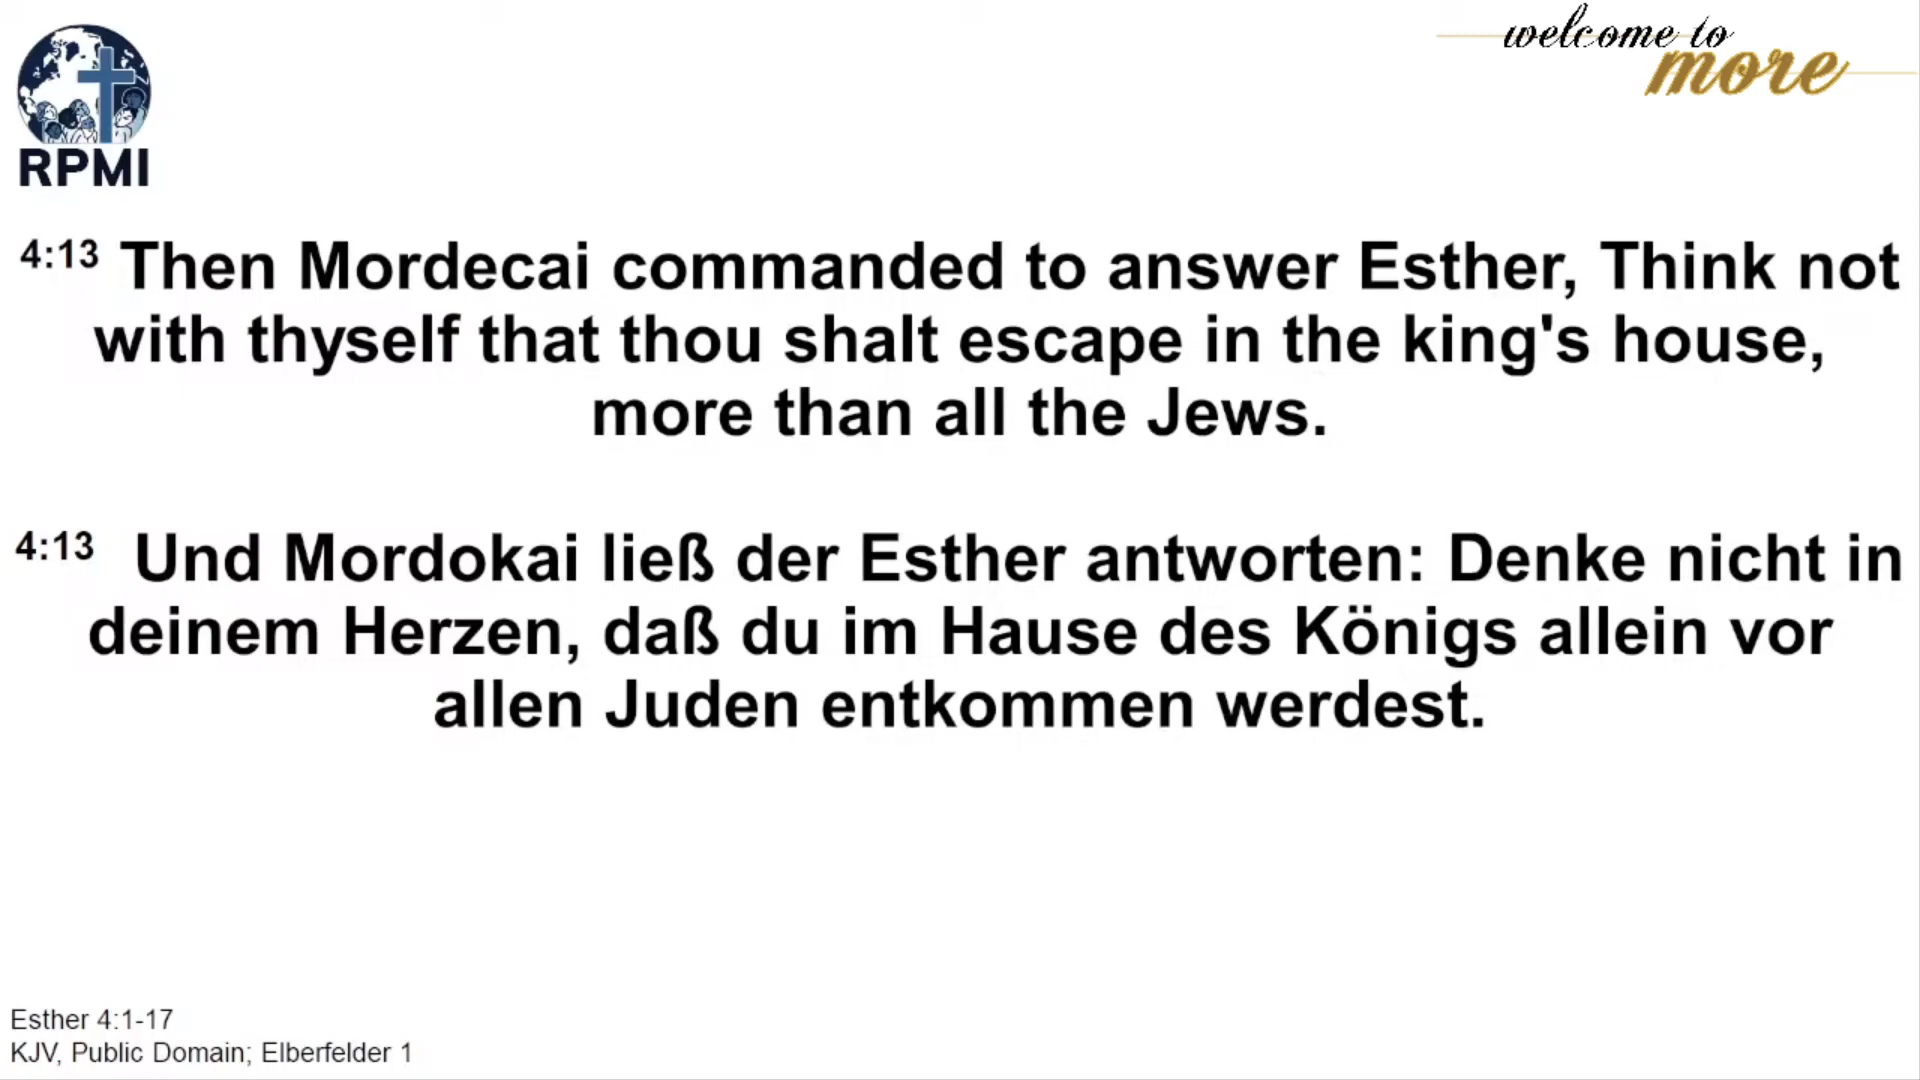 welcome to
more
RPMI
4:13 Then Mordecai commanded to answer Esther, Think not
with thyself that thou shalt escape in the king's house,
more than all the Jews.
4:13 Und Mordokai ließ der Esther antworten: Denke nicht in
deinem Herzen, daß du im Hause des Königs allein vor
allen Juden entkommen werdest.
Esther 4:1-17
KJV, Public Domain; Elberfelder 1